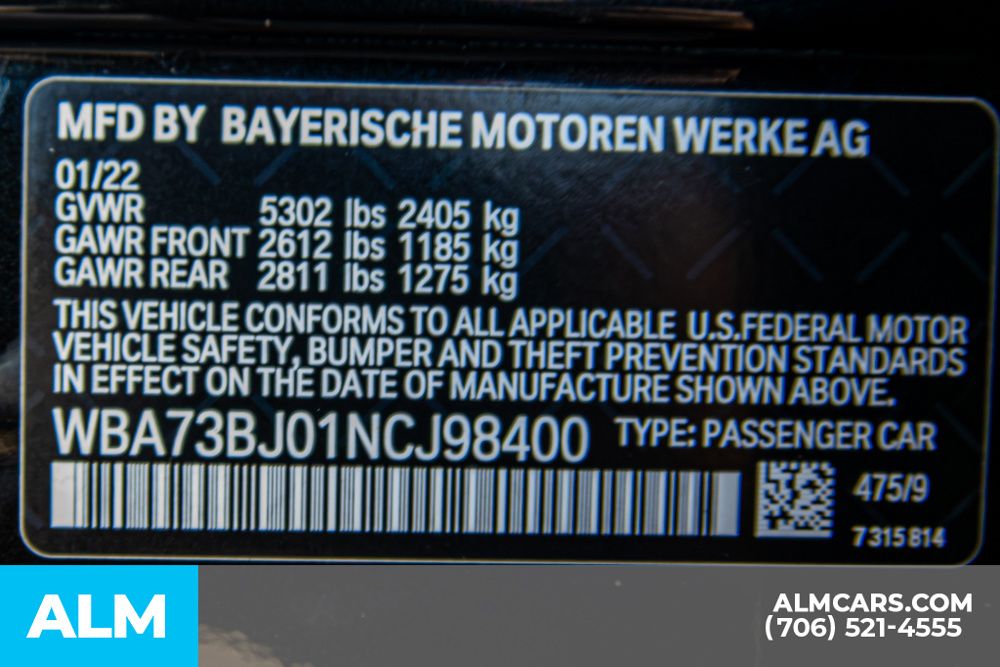 MFD BY BAYERISCHE MOTOREN WERKE AG
01/22
GVWR 5302 lbs 2405 kg
GAWR FRONT 2612 lbs 1185 kg
GAWR REAR 2811 lbs 1275 kg
THIS VEHICLE CONFORMS TO ALL APPLICABLE U.S.FEDERAL MOTOR
VEHICLE SAFETY, BUMPER AND THEFT PREVENTION STANDARDS
IN EFFECT ON THE DATE OF MANUFACTURE SHOWN ABOVE.
WBA73BJ01NCJ98400 TYPE: PASSENGER CAR
475/9
7315814
ALM
ALMCARS.COM
(706) 521-4555